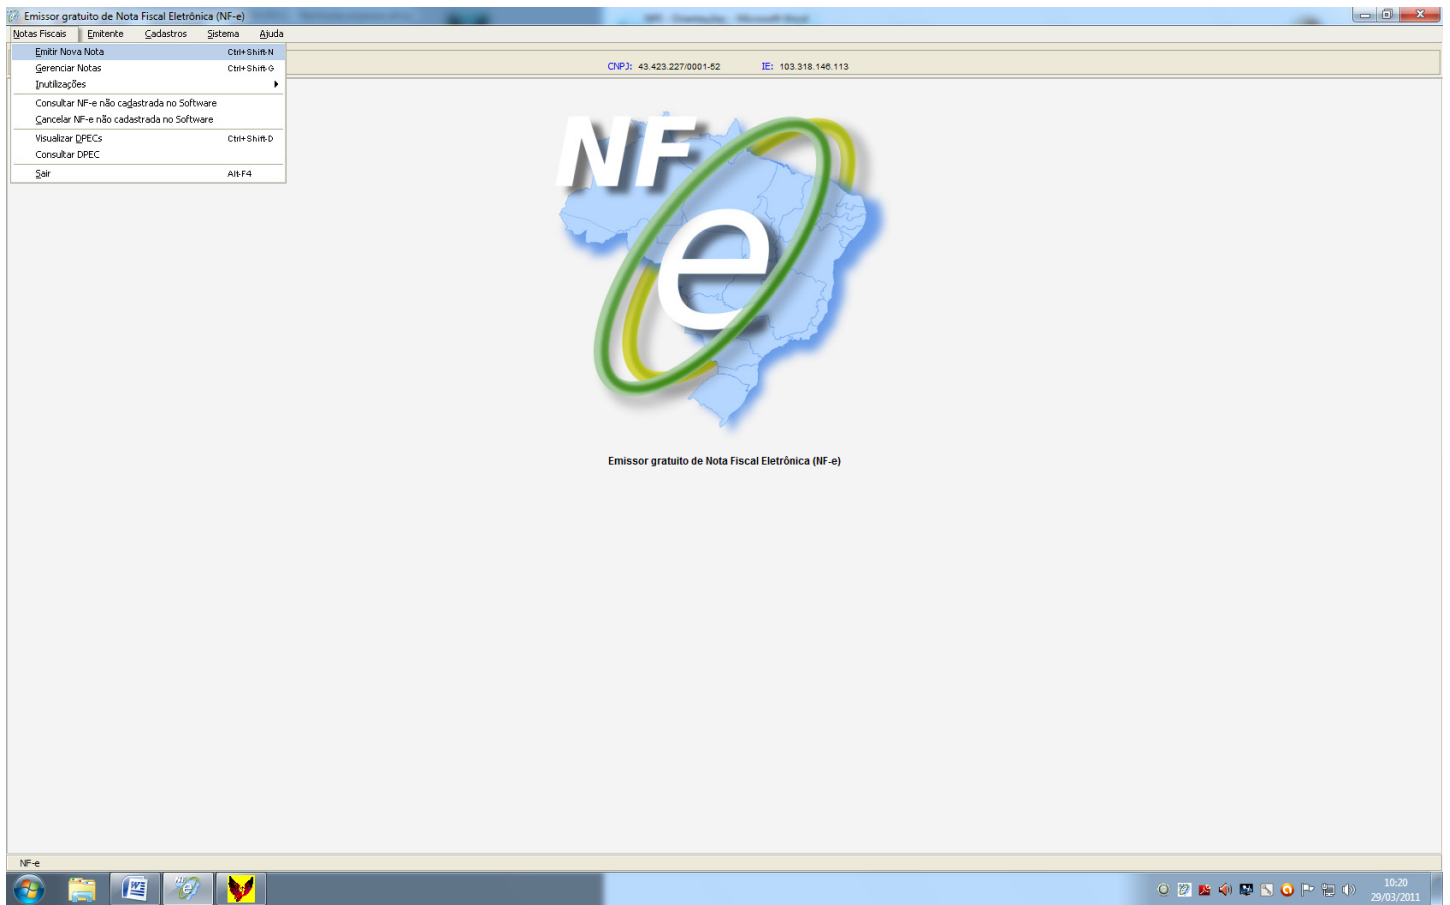 Emissor gratuito de Nota Fiscal Eletrônica (NF-e)
Notas Fiscais Emitente Cadastros Sistema Ajuda
Emitir Nova Nota Ctrl+Shift-N
Gerenciar Notas Ctrl+Shift-G
Inutilizações
Consultar NF-e não cadastrada no Software
Cancelar NF-e não cadastrada no Software
Visualizar DPECs Ctrl+Shift-D
Consultar DPEC
Sair Alt-F4
CNPJ: 43.423.227/0001-52 IE: 103.318.146.113
NF
e
Emissor gratuito de Nota Fiscal Eletrônica (NF-e)
NF-e
10:20
29/03/2011